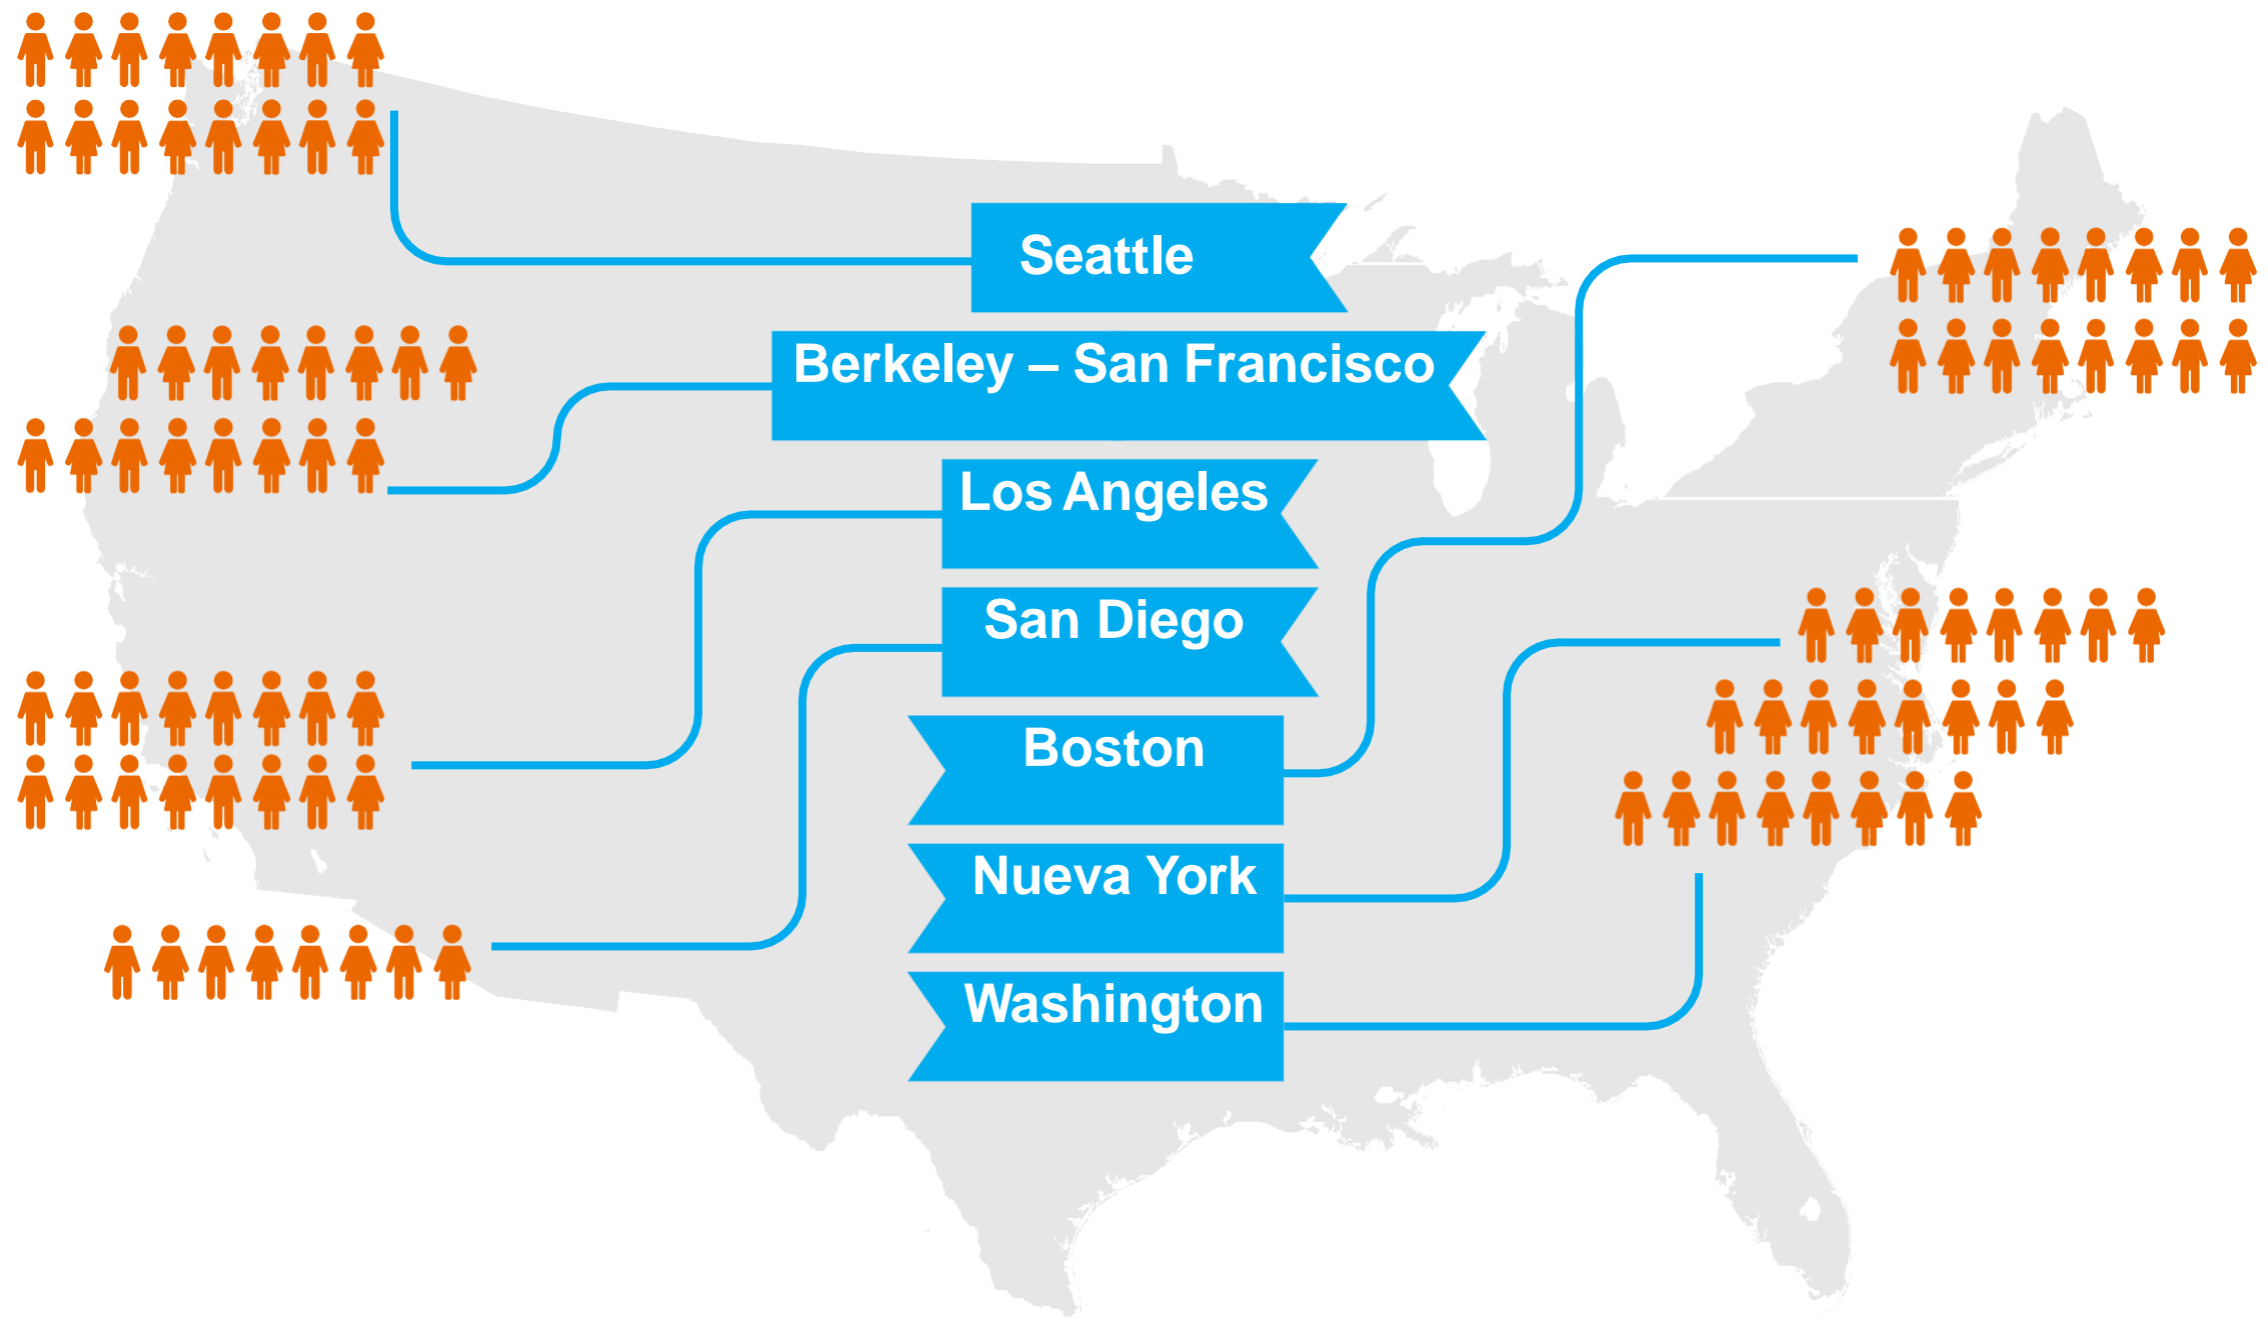 Seattle
Berkeley – San Francisco
Los Angeles
San Diego
Boston
Nueva York
Washington